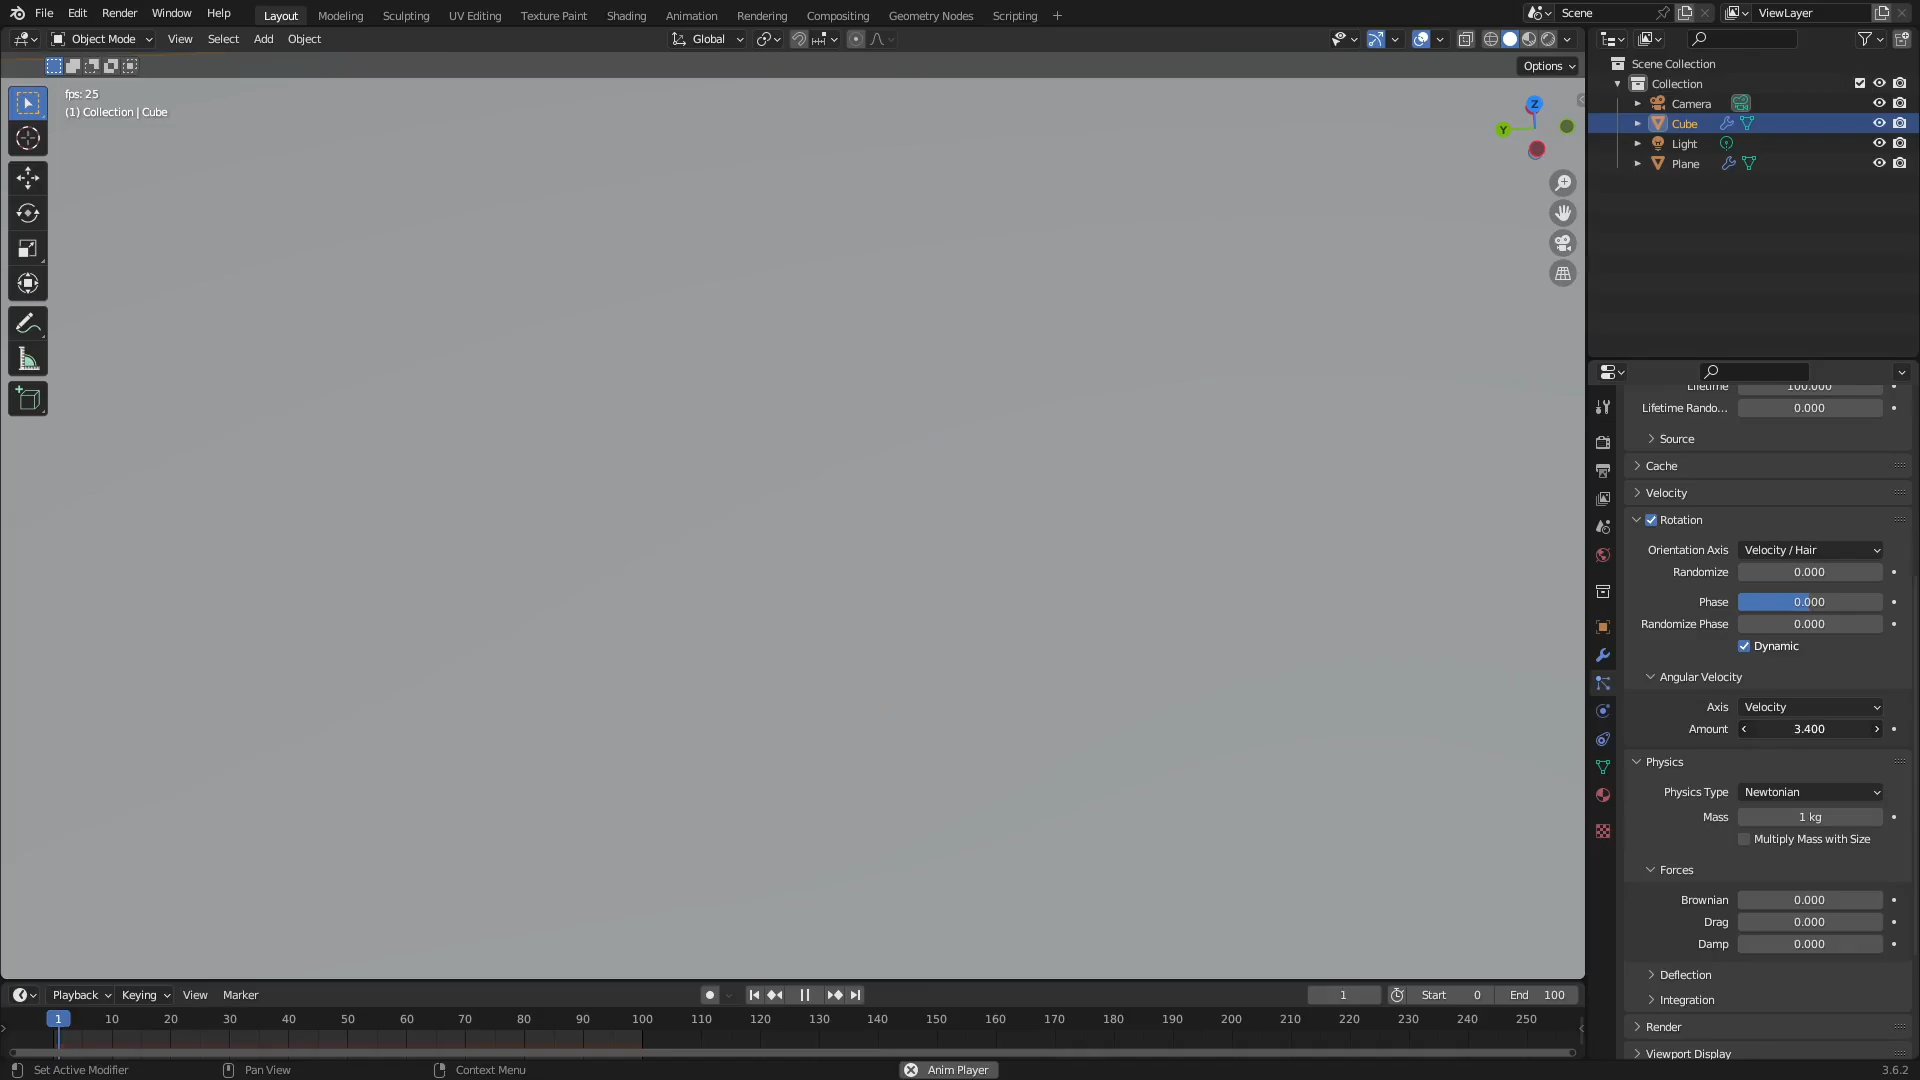 File Edit Render Window Help Layout Modeling Sculpting UV Editing Texture Paint Shading Animation Rendering Compositing Geometry Nodes Scripting Scene ViewLayer
Object Mode View Select Add Object Global
Options
fps: 25
(1) Collection | Cube
Z
Y
Scene Collection
Collection
Camera
Cube
Light
Plane
Lifetime 100.000
Lifetime Rando... 0.000
Source
Cache
Velocity
Rotation
Orientation Axis Velocity / Hair
Randomize 0.000
Phase 0.000
Randomize Phase 0.000
Dynamic
Angular Velocity
Axis Velocity
Amount 3.400
Physics
Physics Type Newtonian
Mass 1 kg
Multiply Mass with Size
Forces
Brownian 0.000
Drag 0.000
Damp 0.000
Deflection
Integration
Render
Viewport Display
Playback Keying View Marker 1 Start 0 End 100
1 10 20 30 40 50 60 70 80 90 100 110 120 130 140 150 160 170 180 190 200 210 220 230 240 250
Set Active Modifier Pan View Context Menu Anim Player 3.6.2